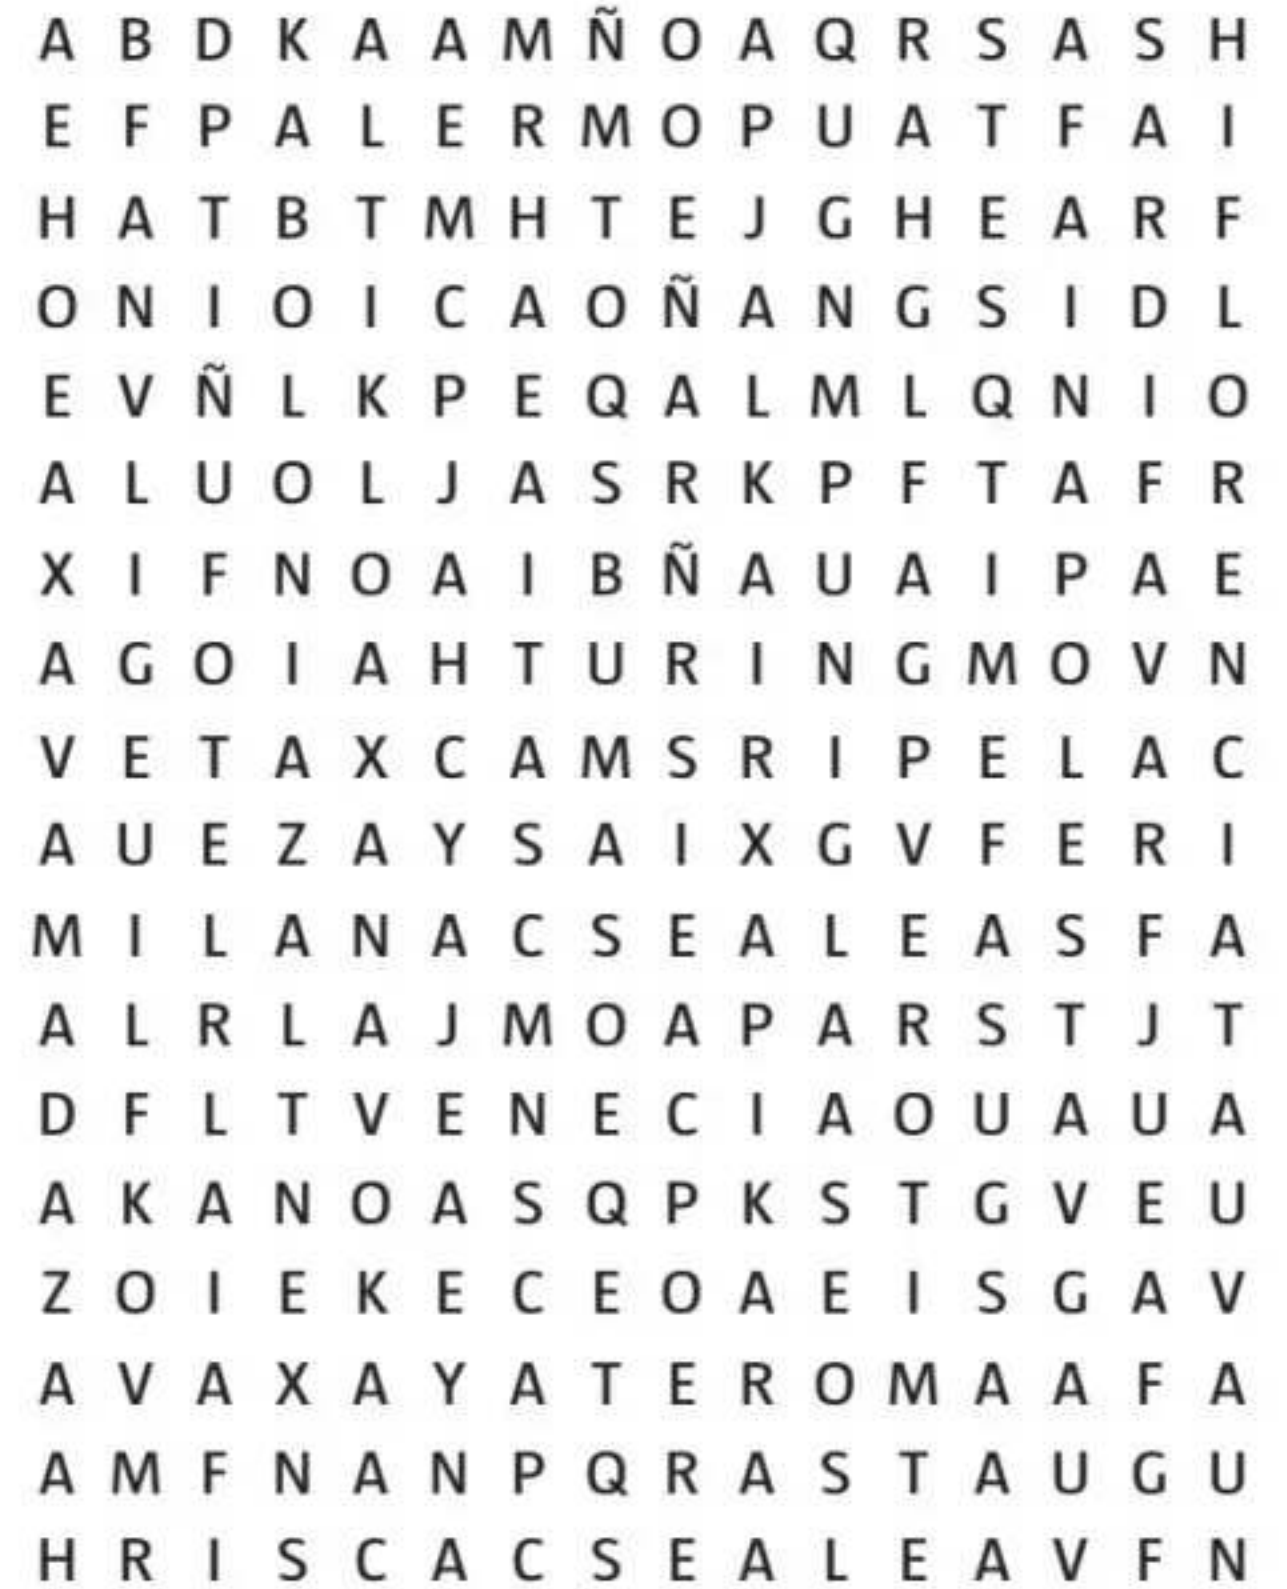 A B D K A A M Ñ O A Q R S A S H
E F P A L E R M O P U A T F A I
H A T B T M H T E J G H E A R F
O N I O I C A O Ñ A N G S I D L
E V Ñ L K P E Q A L M L Q N I O
A L U O L J A S R K P F T A F R
X I F N O A I B Ñ A U A I P A E
A G O I A H T U R I N G M O V N
V E T A X C A M S R I P E L A C
A U E Z A Y S A I X G V F E R I
M I L A N A C S E A L E A S F A
A L R L A J M O A P A R S T J T
D F L T V E N E C I A O U A U A
A K A N O A S Q P K S T G V E U
Z O I E K E C E O A E I S G A V
A V A X A Y A T E R O M A A F A
A M F N A N P Q R A S T A U G U
H R I S C A C S E A L E A V F N